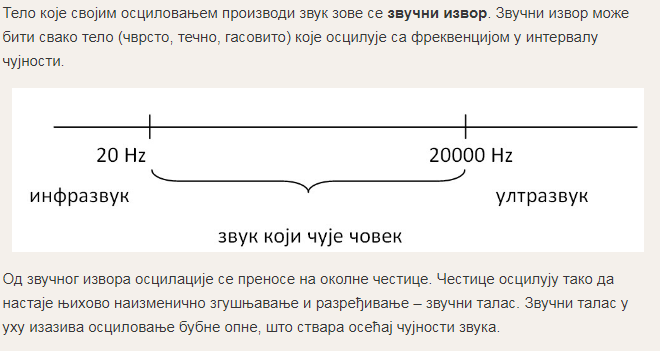 Тело које својим осциловањем производи звук зове се звучни извор. Звучни извор може
бити свако тело (чврсто, течно, гасовито) које осцилује са фреквенцијом у интервалу
чујности.
20 Hz
20000 Hz
инфразвук
ултразвук
звук који чује човек
Од звучног извора осцилације се преносе на околне честице. Честице осцилују тако да
настаје њихово наизменично згушњавање и разређивање – звучни талас. Звучни талас у
уху изазива осциловање бубне опне, што ствара осећај чујности звука.